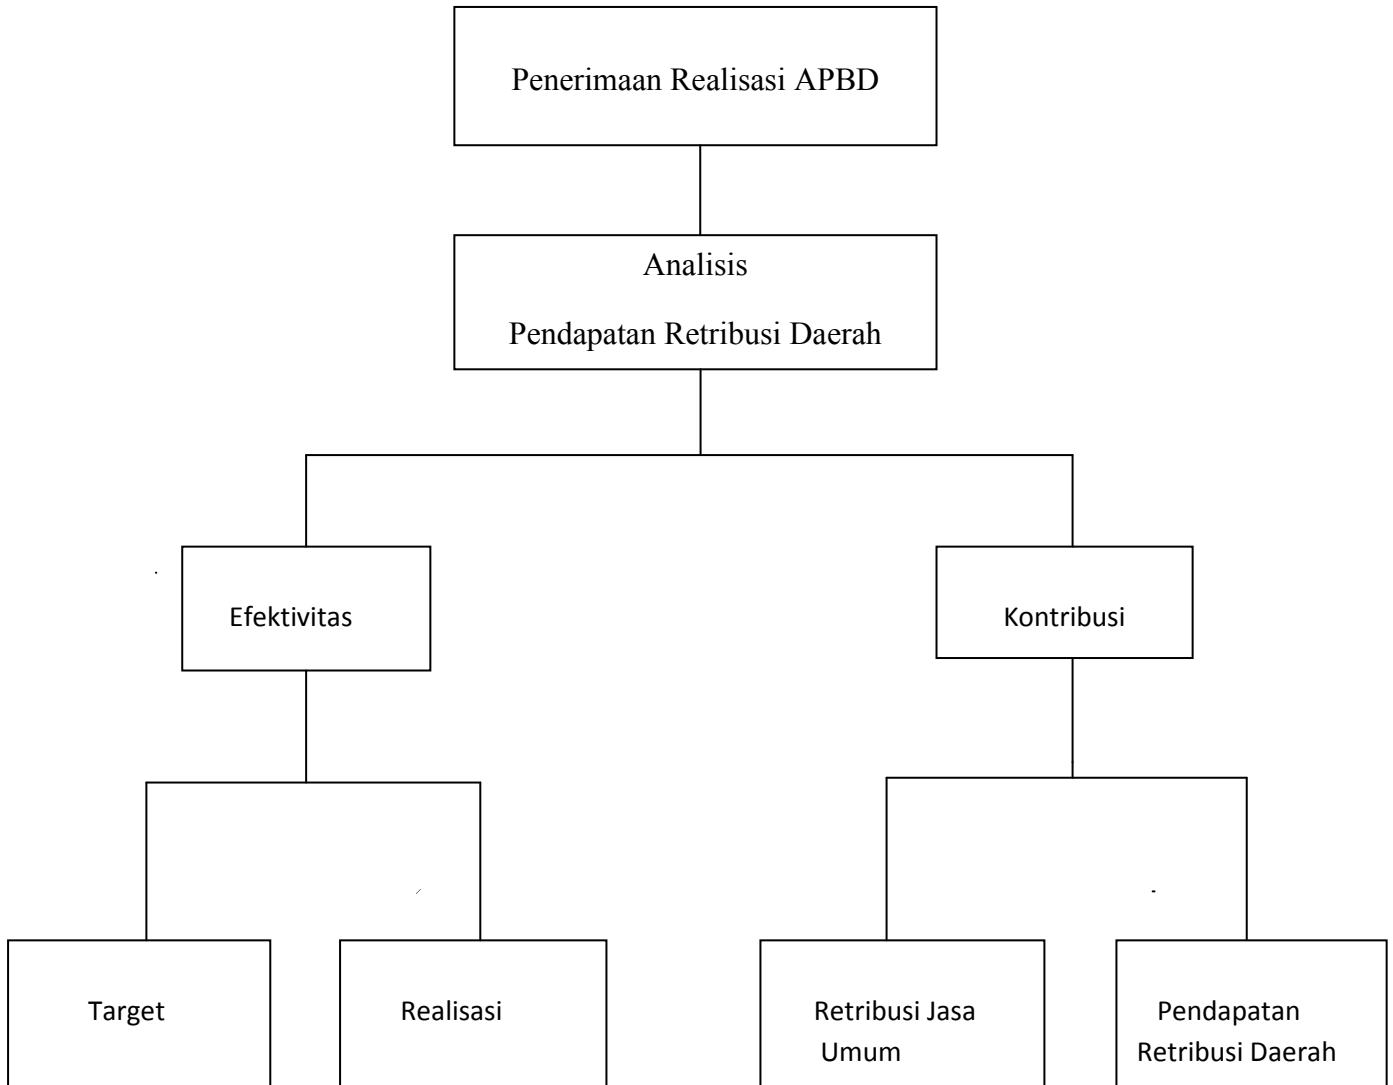 Penerimaan Realisasi APBD
Analisis
Pendapatan Retribusi Daerah
Efektivitas
Kontribusi
Target
Realisasi
Retribusi Jasa
Umum
Pendapatan
Retribusi Daerah